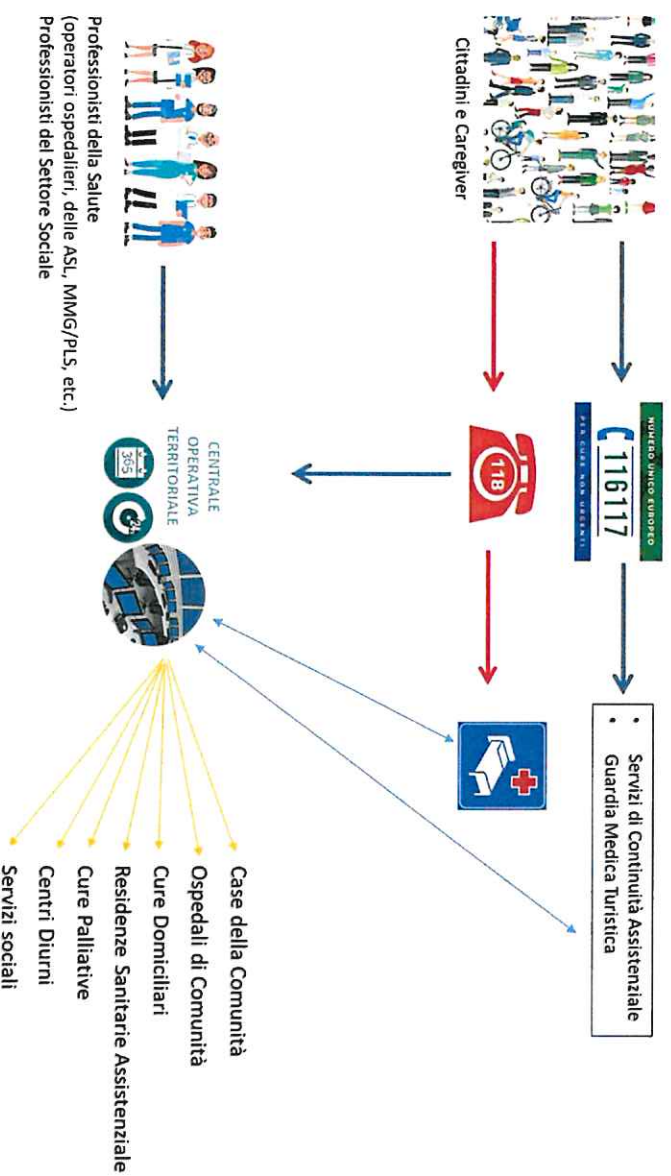 Cittadini e Caregiver
NUMERO UNICO EUROPEO
116117
PER CURE NON URGENTI
• Servizi di Continuità Assistenziale
• Guardia Medica Turistica
118
Professionisti della Salute
(operatori ospedalieri, delle ASL, MMG/PLS, etc.)
Professionisti del Settore Sociale
CENTRALE
OPERATIVA
TERRITORIALE
365
24h
Case della Comunità
Ospedali di Comunità
Cure Domiciliari
Residenze Sanitarie Assistenziale
Cure Palliative
Centri Diurni
Servizi sociali